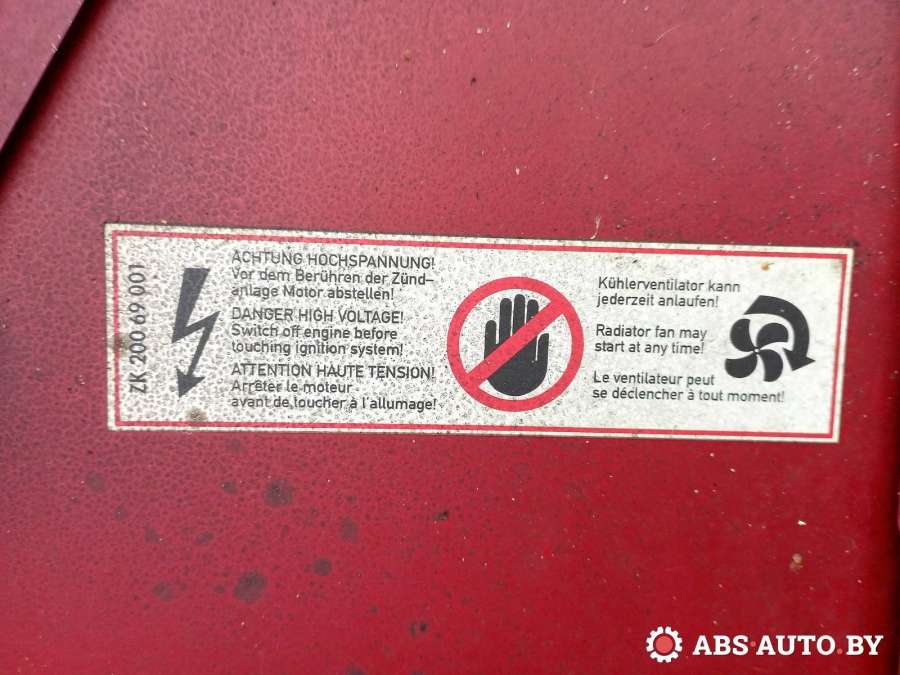 ZK 200 69 001
ACHTUNG HOCHSPANNUNG!
Vor dem Berühren der Zünd–
anlage Motor abstellen!
DANGER HIGH VOLTAGE!
Switch off engine before
touching ignition system!
ATTENTION HAUTE TENSION!
Arrêter le moteur
avant de toucher à l'allumage!
Kühlerventilator kann
jederzeit anlaufen!
Radiator fan may
start at any time!
Le ventilateur peut
se déclencher à tout moment!
ABS·AUTO.BY